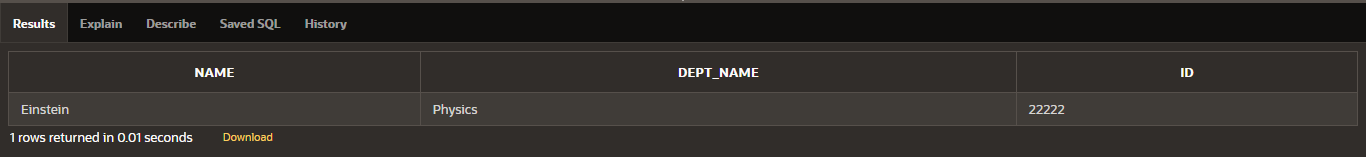 Results Explain Describe Saved SQL History
NAME DEPT_NAME ID
Einstein Physics 22222
1 rows returned in 0.01 seconds Download